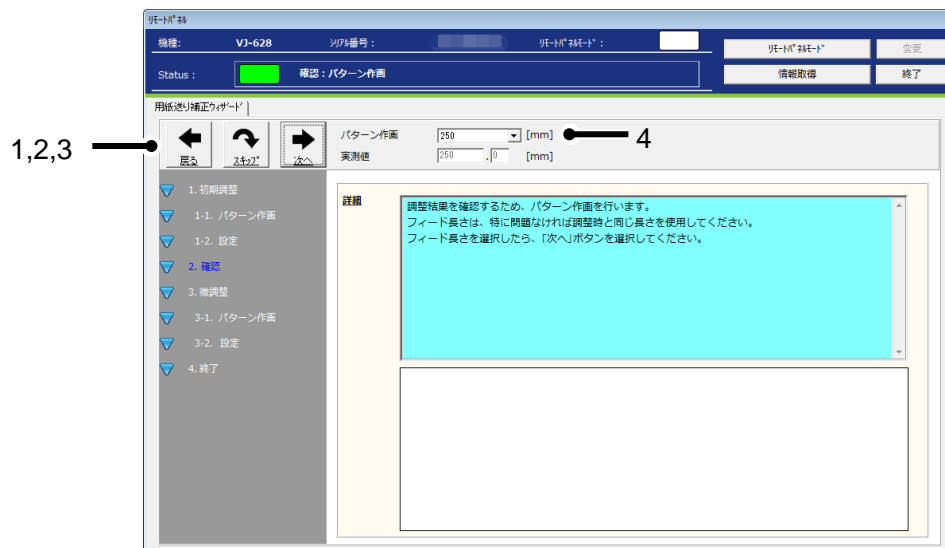 ﾘﾓｰﾄﾊﾟﾈﾙ
機種: VJ-628 ｼﾘｱﾙ番号： ﾘﾓｰﾄﾊﾟﾈﾙﾓｰﾄﾞ： ﾘﾓｰﾄﾊﾟﾈﾙﾓｰﾄﾞ 変更
Status : 確認：パターン作画 情報取得 終了
用紙送り補正ｳｨｻﾞｰﾄﾞ
1,2,3
戻る ｽｷｯﾌﾟ 次へ
パターン作画 250 [mm] 4
実測値 250 . 0 [mm]
1. 初期調整
1-1. パターン作画
1-2. 設定
2. 確認
3. 微調整
3-1. パターン作画
3-2. 設定
4. 終了
詳細
調整結果を確認するため、パターン作画を行います。
フィード長さは、特に問題なければ調整時と同じ長さを使用してください。
フィード長さを選択したら、「次へ」ボタンを選択してください。